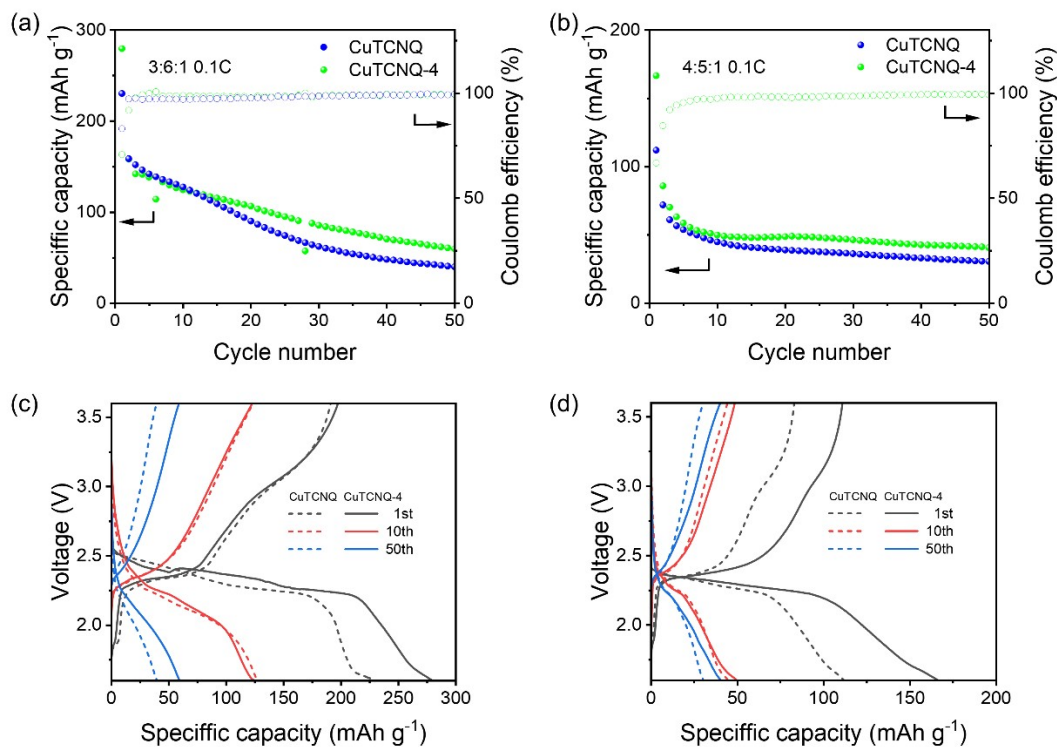 (a)
300
200
100
0
Speciffic capacity (mAh g⁻¹)
3:6:1 0.1C
CuTCNQ
CuTCNQ-4
100
50
0
Coulomb efficiency (%)
0 10 20 30 40 50
Cycle number
(b)
200
100
0
Speciffic capacity (mAh g⁻¹)
4:5:1 0.1C
CuTCNQ
CuTCNQ-4
100
50
0
Coulomb efficiency (%)
0 10 20 30 40 50
Cycle number
(c)
3.5
3.0
2.5
2.0
Voltage (V)
CuTCNQ CuTCNQ-4
1st
10th
50th
0 50 100 150 200 250 300
Speciffic capacity (mAh g⁻¹)
(d)
3.5
3.0
2.5
2.0
Voltage (V)
CuTCNQ CuTCNQ-4
1st
10th
50th
0 50 100 150 200
Speciffic capacity (mAh g⁻¹)